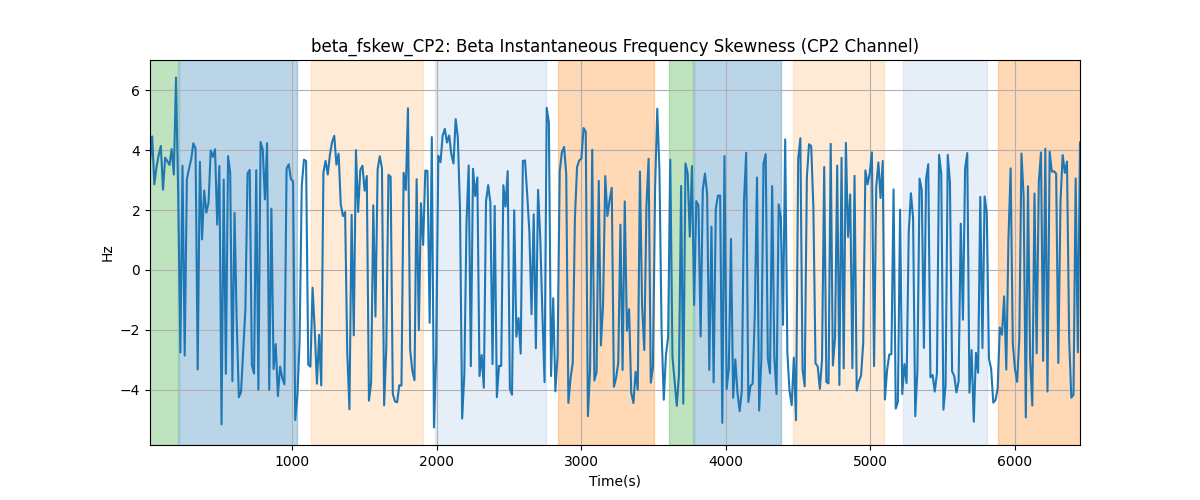 beta_fskew_CP2: Beta Instantaneous Frequency Skewness (CP2 Channel)
6
4
2
0
−2
−4
Hz
1000 2000 3000 4000 5000 6000
Time(s)